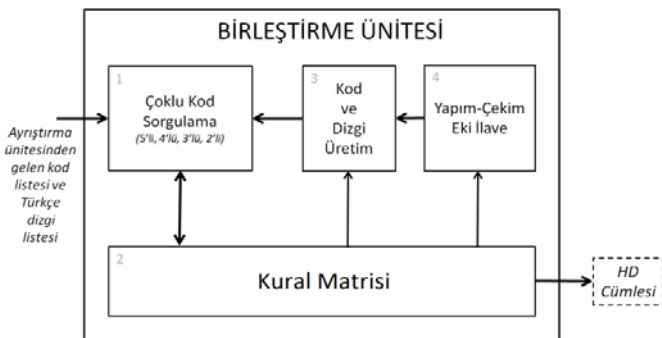 BİRLEŞTİRME ÜNİTESİ
1
Çoklu Kod
Sorgulama
(5'li, 4'lü, 3'lü, 2'li)
3
Kod
ve
Dizgi
Üretim
4
Yapım-Çekim
Eki İlave
Ayrıştırma
ünitesinden
gelen kod
listesi ve
Türkçe
dizgi
listesi
2
Kural Matrisi
HD
Cümlesi